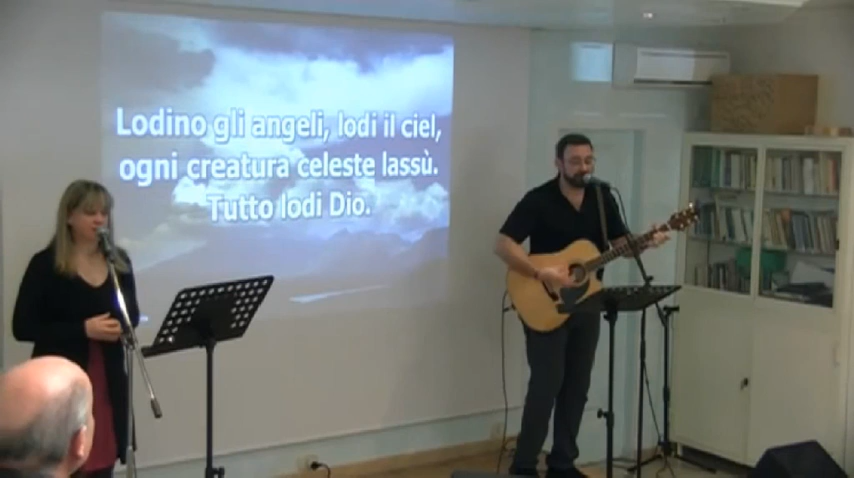 Lodino gli angeli, lodi il ciel,
ogni creatura celeste lassù.
Tutto lodi Dio.